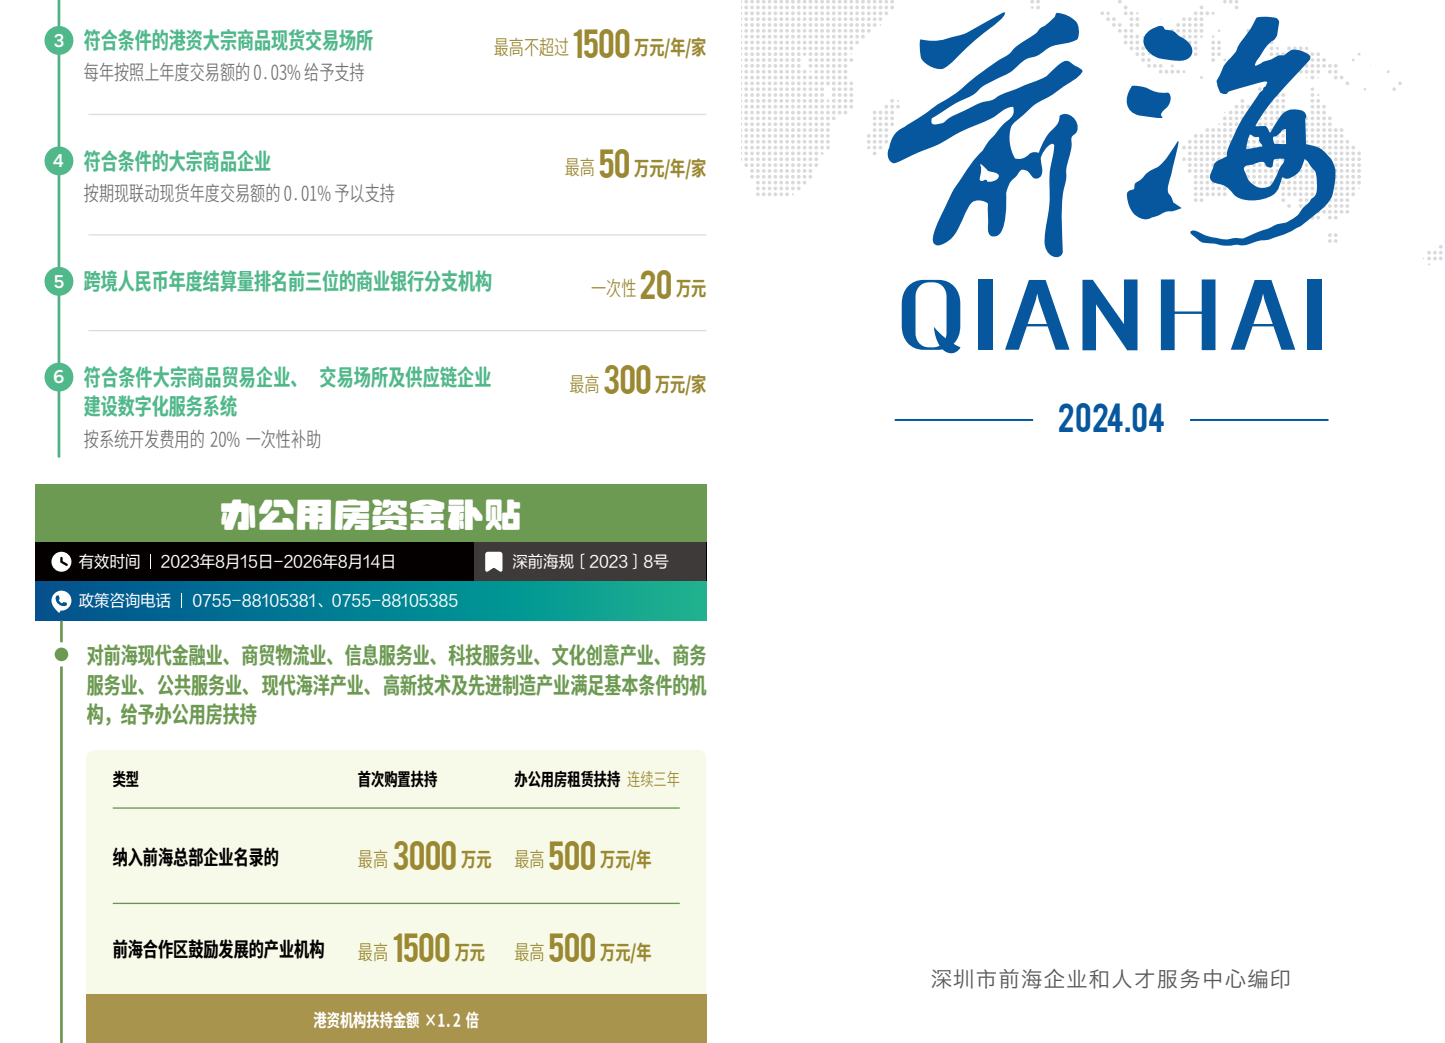 3 符合条件的港资大宗商品现货交易场所 最高不超过 1500 万元/年/家
每年按照上年度交易额的 0.03% 给予支持
4 符合条件的大宗商品企业 最高 50 万元/年/家
按期现联动现货年度交易额的 0.01% 予以支持
5 跨境人民币年度结算量排名前三位的商业银行分支机构 一次性 20 万元
6 符合条件大宗商品贸易企业、 交易场所及供应链企业 最高 300 万元/家
建设数字化服务系统
按系统开发费用的 20% 一次性补助
办公用房资金补贴
有效时间 | 2023年8月15日-2026年8月14日 深前海规 [ 2023 ] 8号
政策咨询电话 | 0755-88105381、0755-88105385
对前海现代金融业、商贸物流业、信息服务业、科技服务业、文化创意产业、商务
服务业、公共服务业、现代海洋产业、高新技术及先进制造产业满足基本条件的机
构，给予办公用房扶持
类型 首次购置扶持 办公用房租赁扶持 连续三年
纳入前海总部企业名录的 最高 3000 万元 最高 500 万元/年
前海合作区鼓励发展的产业机构 最高 1500 万元 最高 500 万元/年
港资机构扶持金额 ×1.2 倍
前海
QIANHAI
2024.04
深圳市前海企业和人才服务中心编印